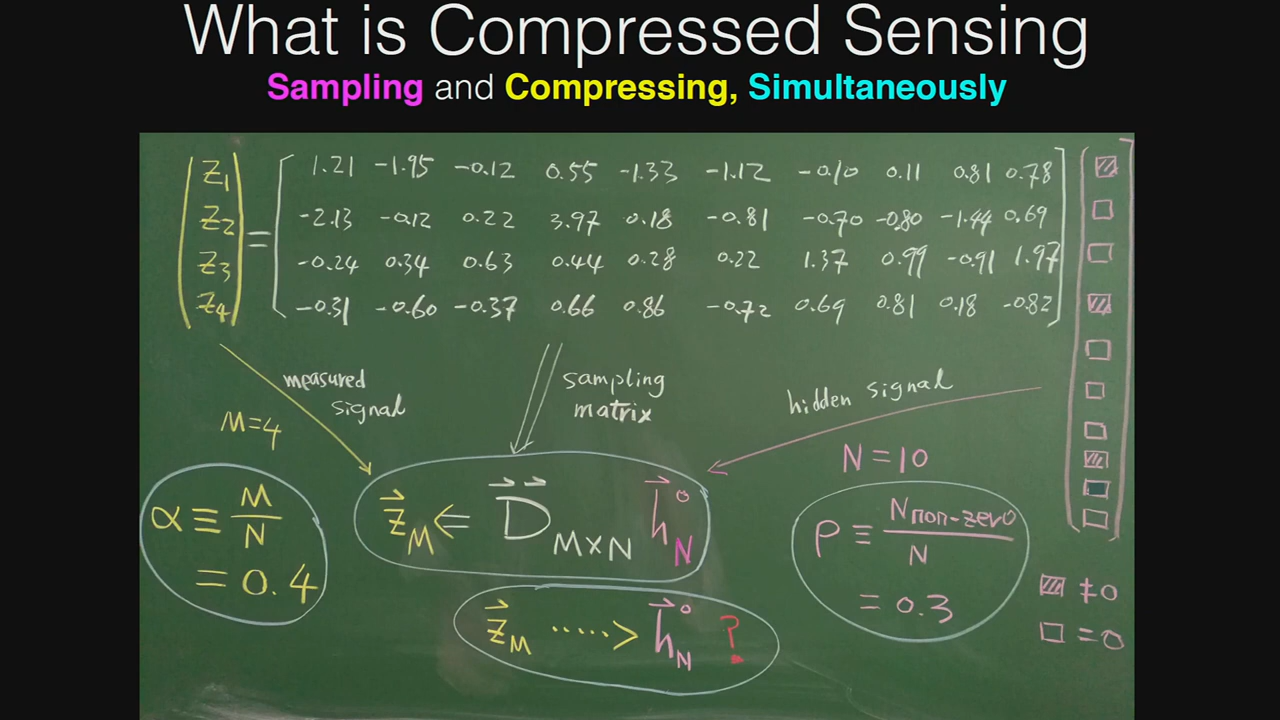 What is Compressed Sensing
Sampling and Compressing, Simultaneously
z1 1.21 -1.95 -0.12 0.55 -1.33 -1.12 -0.10 0.11 0.81 0.78
z2 = -2.13 -0.12 0.22 3.97 0.18 -0.81 -0.70 -0.80 -1.44 0.69
z3 -0.24 0.34 0.63 0.44 0.28 0.22 1.37 0.99 -0.91 1.97
z4 -0.31 -0.60 -0.37 0.66 0.86 -0.72 0.69 0.81 0.18 -0.82
measured
signal
sampling
matrix
hidden signal
M=4
N=10
α ≡ M/N
= 0.4
z⃗M ⇐ D⃗⃗M×N h⃗⁰N
ρ ≡ Nnon-zero/N
= 0.3
z⃗M ·····> h⃗⁰N ?
▨ ≠0
□ =0